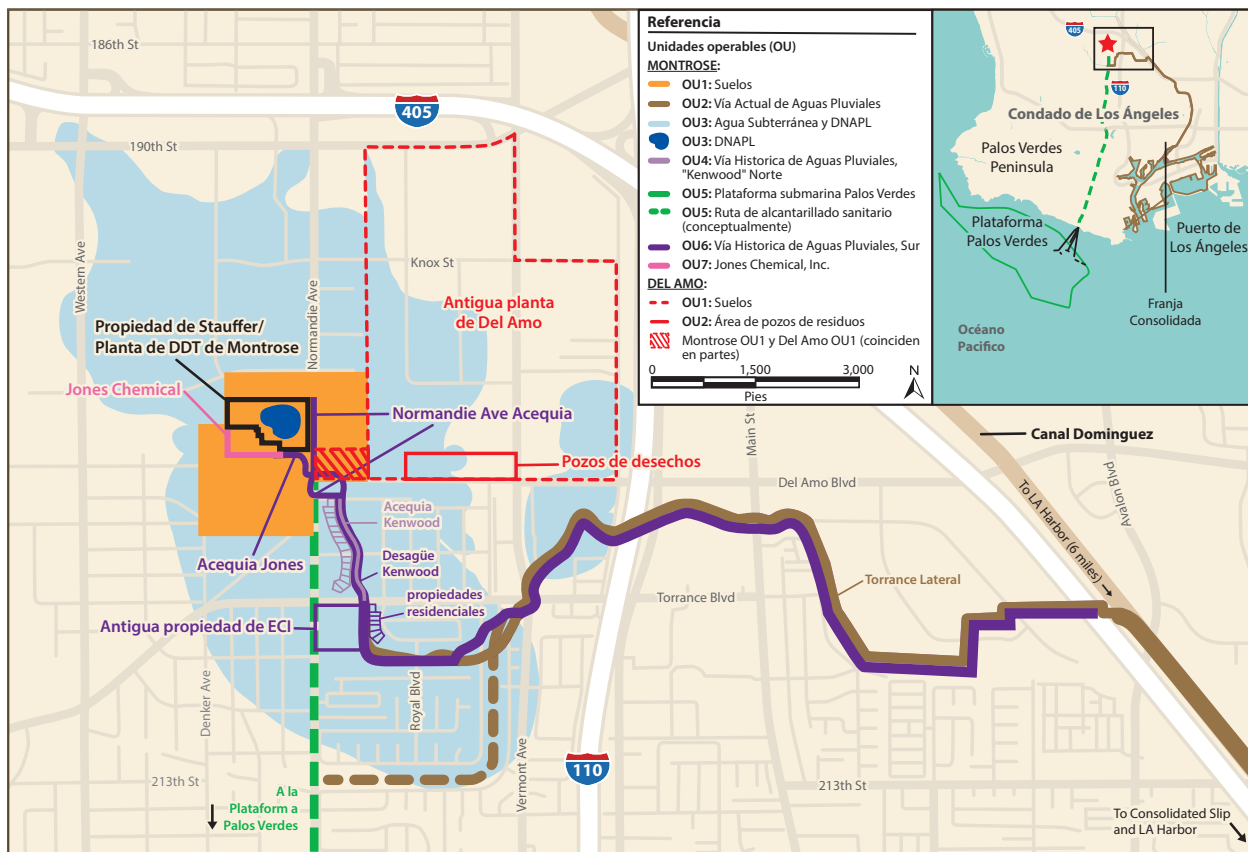 186th St
405
190th St
Western Ave
Normandie Ave
Knox St
Antigua planta
de Del Amo
Propiedad de Stauffer/
Planta de DDT de Montrose
Jones Chemical
Normandie Ave Acequia
Pozos de desechos
Acequia
Kenwood
Acequia Jones
Desagüe
Kenwood
propiedades
residenciales
Antigua propiedad de ECI
Denker Ave
Royal Blvd
Vermont Ave
213th St
A la
Plataform a
Palos Verdes
110
Main St
Del Amo Blvd
Torrance Blvd
Torrance Lateral
Canal Dominguez
To LA Harbor (6 miles)
Avalon Blvd
213th St
To Consolidated Slip
and LA Harbor
Referencia
Unidades operables (OU)
MONTROSE:
OU1: Suelos
OU2: Vía Actual de Aguas Pluviales
OU3: Agua Subterránea y DNAPL
OU3: DNAPL
OU4: Vía Historica de Aguas Pluviales,
"Kenwood" Norte
OU5: Plataforma submarina Palos Verdes
OU5: Ruta de alcantarillado sanitario
(conceptualmente)
OU6: Vía Historica de Aguas Pluviales, Sur
OU7: Jones Chemical, Inc.
DEL AMO:
OU1: Suelos
OU2: Área de pozos de residuos
Montrose OU1 y Del Amo OU1 (coinciden
en partes)
0 1,500 3,000
Pies
N
405
110
Condado de Los Ángeles
Palos Verdes
Peninsula
Plataforma
Palos Verdes
Puerto de
Los Ángeles
Franja
Consolidada
Océano
Pacifico